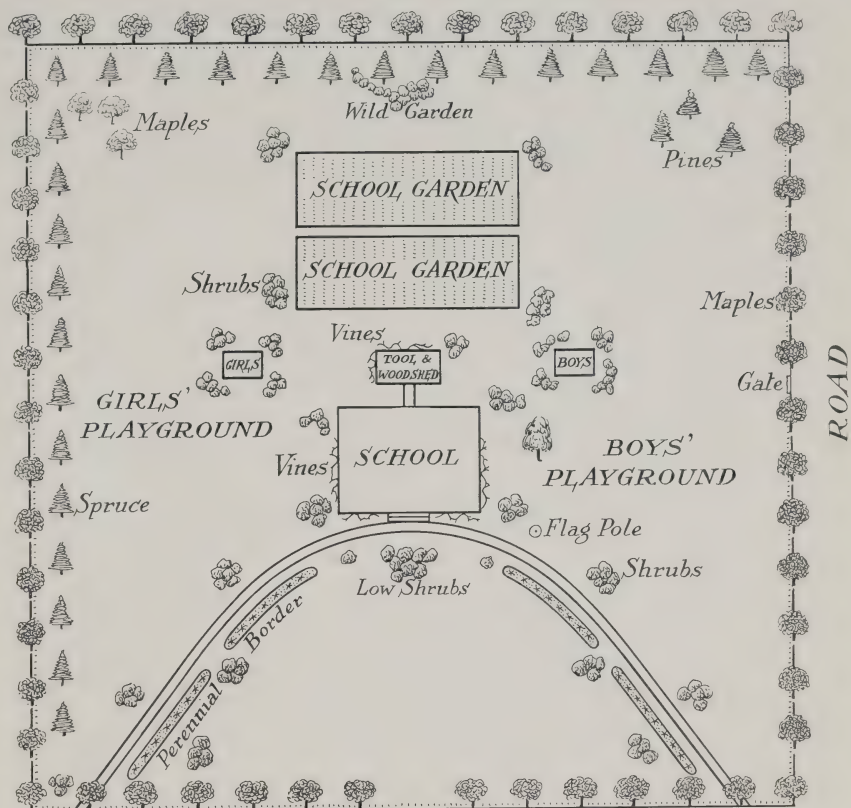 Wild Garden
Maples
Pines
SCHOOL GARDEN
SCHOOL GARDEN
Shrubs
Maples
Vines
GIRLS
TOOL &
WOODSHED
BOYS
Gate
ROAD
GIRLS'
PLAYGROUND
BOYS'
PLAYGROUND
Vines
SCHOOL
Spruce
Flag Pole
Low Shrubs
Shrubs
Perennial Border